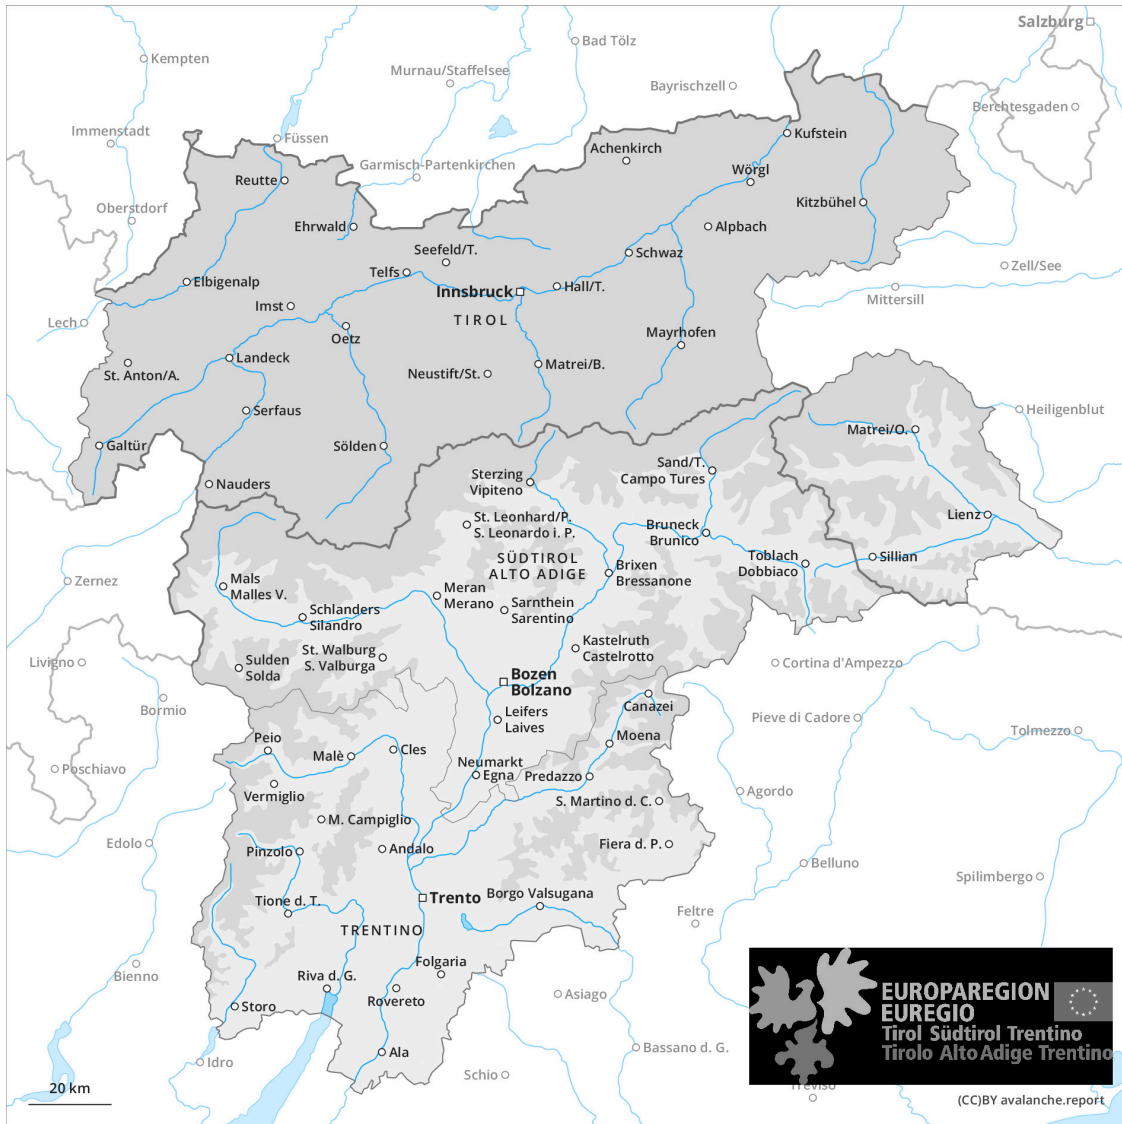 Salzburg
Bad Tölz
Kempten
Murnau/Staffelsee
Bayrischzell
Berchtesgaden
Immenstadt
Füssen
Kufstein
Achenkirch
Garmisch-Partenkirchen
Wörgl
Reutte
Kitzbühel
Oberstdorf
Ehrwald
Alpbach
Seefeld/T.
Schwaz
Telfs
Zell/See
Elbigenalp
Innsbruck
Hall/T.
Mittersill
Imst
TIROL
Lech
Oetz
Mayrhofen
Landeck
Matrei/B.
St. Anton/A.
Neustift/St.
Serfaus
Heiligenblut
Galtür
Sölden
Matrei/O.
Sterzing
Vipiteno
Sand/T.
Campo Tures
Nauders
St. Leonhard/P.
S. Leonardo i. P.
Lienz
Bruneck
Brunico
SÜDTIROL
ALTO ADIGE
Toblach
Dobbiaco
Sillian
Brixen
Bressanone
Zernez
Mals
Malles V.
Meran
Merano
Sarnthein
Sarentino
Schlanders
Silandro
Kastelruth
Castelrotto
St. Walburg
S. Valburga
Livigno
Sulden
Solda
Cortina d'Ampezzo
Bozen
Bolzano
Bormio
Canazei
Leifers
Laives
Pieve di Cadore
Tolmezzo
Peio
Moena
Malè
Cles
Neumarkt
Egna
Predazzo
Poschiavo
Vermiglio
Agordo
S. Martino d. C.
M. Campiglio
Edolo
Pinzolo
Andalo
Fiera d. P.
Belluno
Spilimbergo
Trento
Borgo Valsugana
Tione d. T.
Feltre
TRENTINO
Folgaria
Bienno
Riva d. G.
Rovereto
Asiago
EUROPAREGION
EUREGIO
Tirol Südtirol Trentino
Tirolo Alto Adige Trentino
Storo
Ala
Bassano d. G.
Idro
Schio
Treviso
20 km
(CC)BY avalanche.report